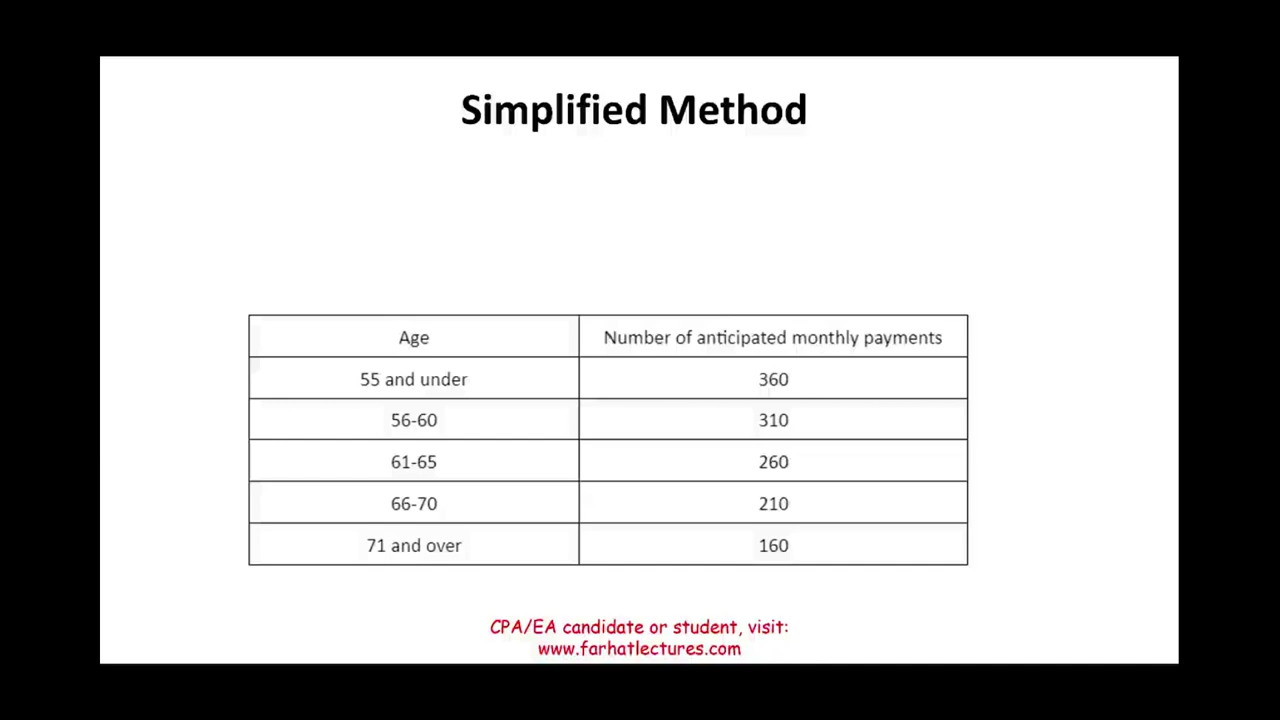 Simplified Method
Age Number of anticipated monthly payments
55 and under 360
56-60 310
61-65 260
66-70 210
71 and over 160
CPA/EA candidate or student, visit:
www.farhatlectures.com